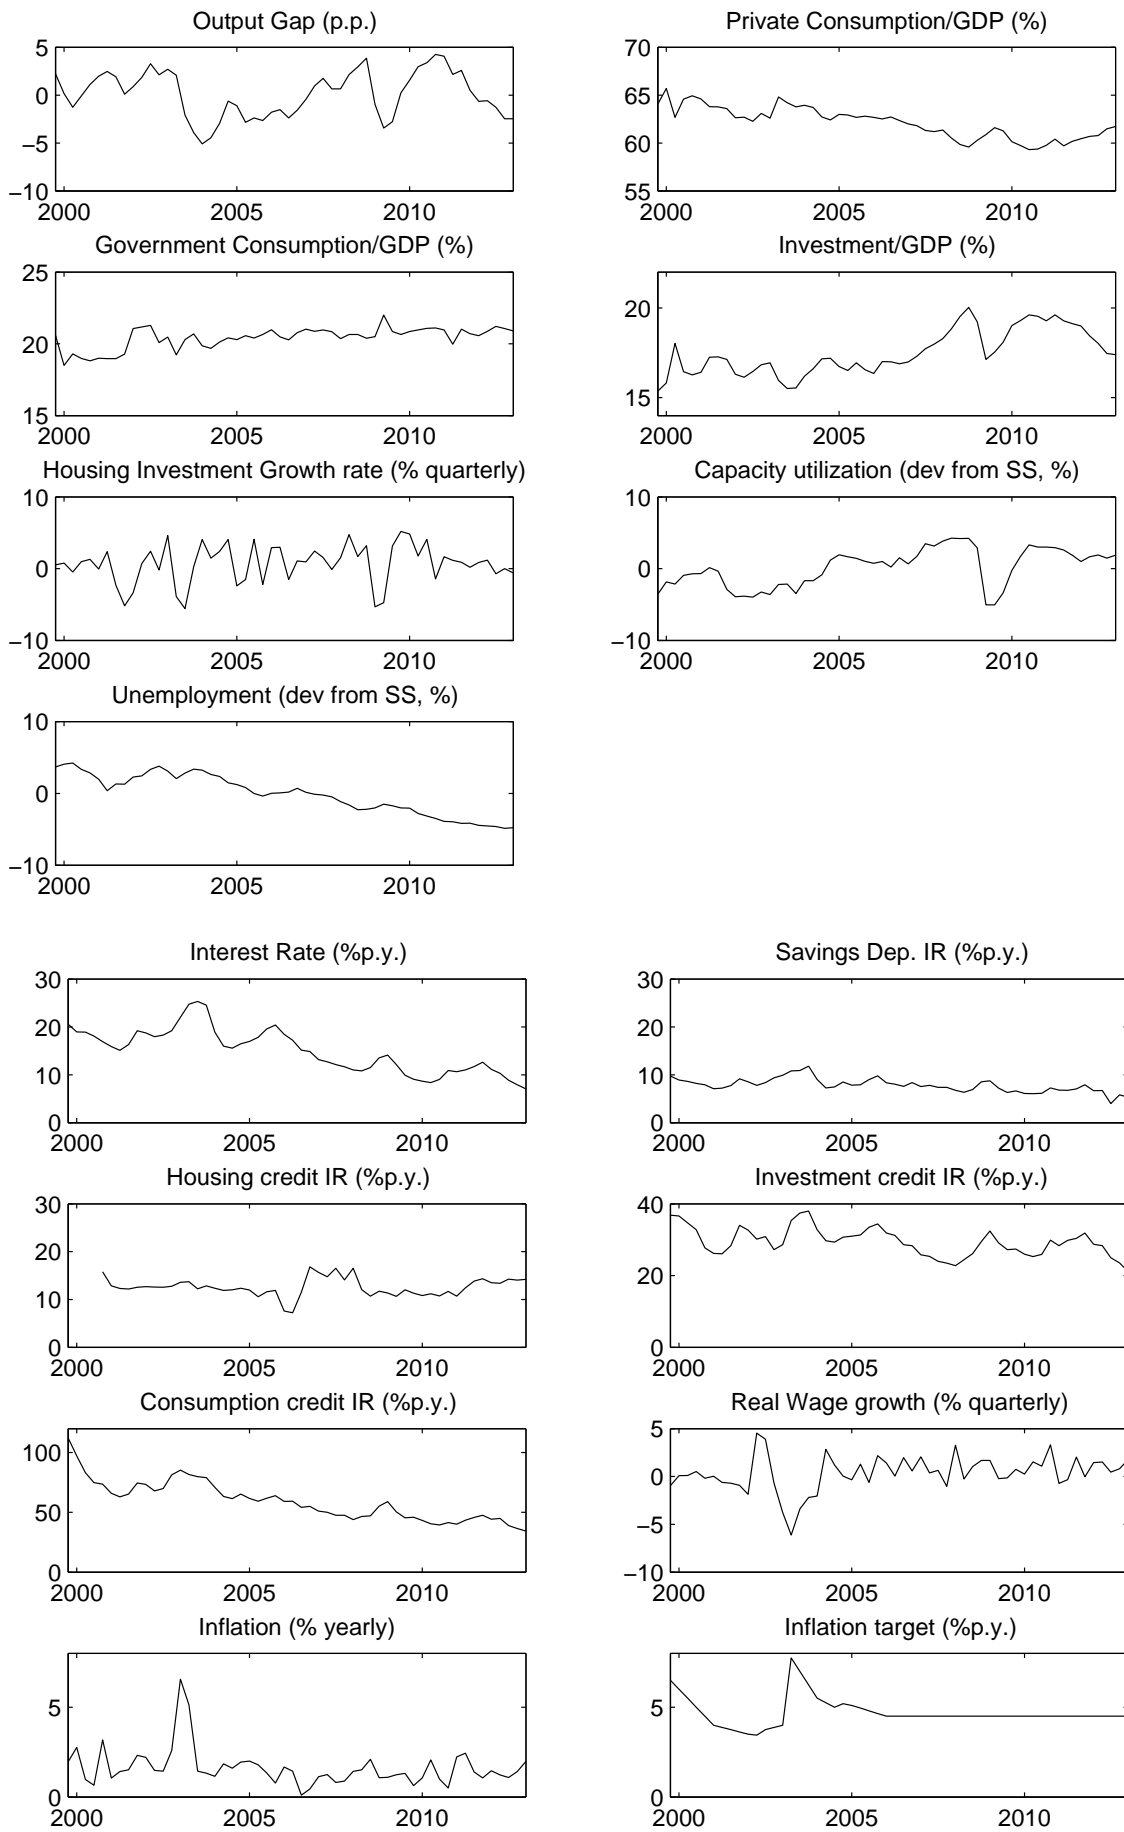 Output Gap (p.p.)
5
0
−5
−10
2000 2005 2010
Private Consumption/GDP (%)
70
65
60
55
2000 2005 2010
Government Consumption/GDP (%)
25
20
15
2000 2005 2010
Investment/GDP (%)
20
15
2000 2005 2010
Housing Investment Growth rate (% quarterly)
10
0
−10
2000 2005 2010
Capacity utilization (dev from SS, %)
10
0
−10
2000 2005 2010
Unemployment (dev from SS, %)
10
0
−10
2000 2005 2010
Interest Rate (%p.y.)
30
20
10
0
2000 2005 2010
Savings Dep. IR (%p.y.)
30
20
10
0
2000 2005 2010
Housing credit IR (%p.y.)
30
20
10
0
2000 2005 2010
Investment credit IR (%p.y.)
40
20
0
2000 2005 2010
Consumption credit IR (%p.y.)
100
50
0
2000 2005 2010
Real Wage growth (% quarterly)
5
0
−5
−10
2000 2005 2010
Inflation (% yearly)
5
0
2000 2005 2010
Inflation target (%p.y.)
5
0
2000 2005 2010